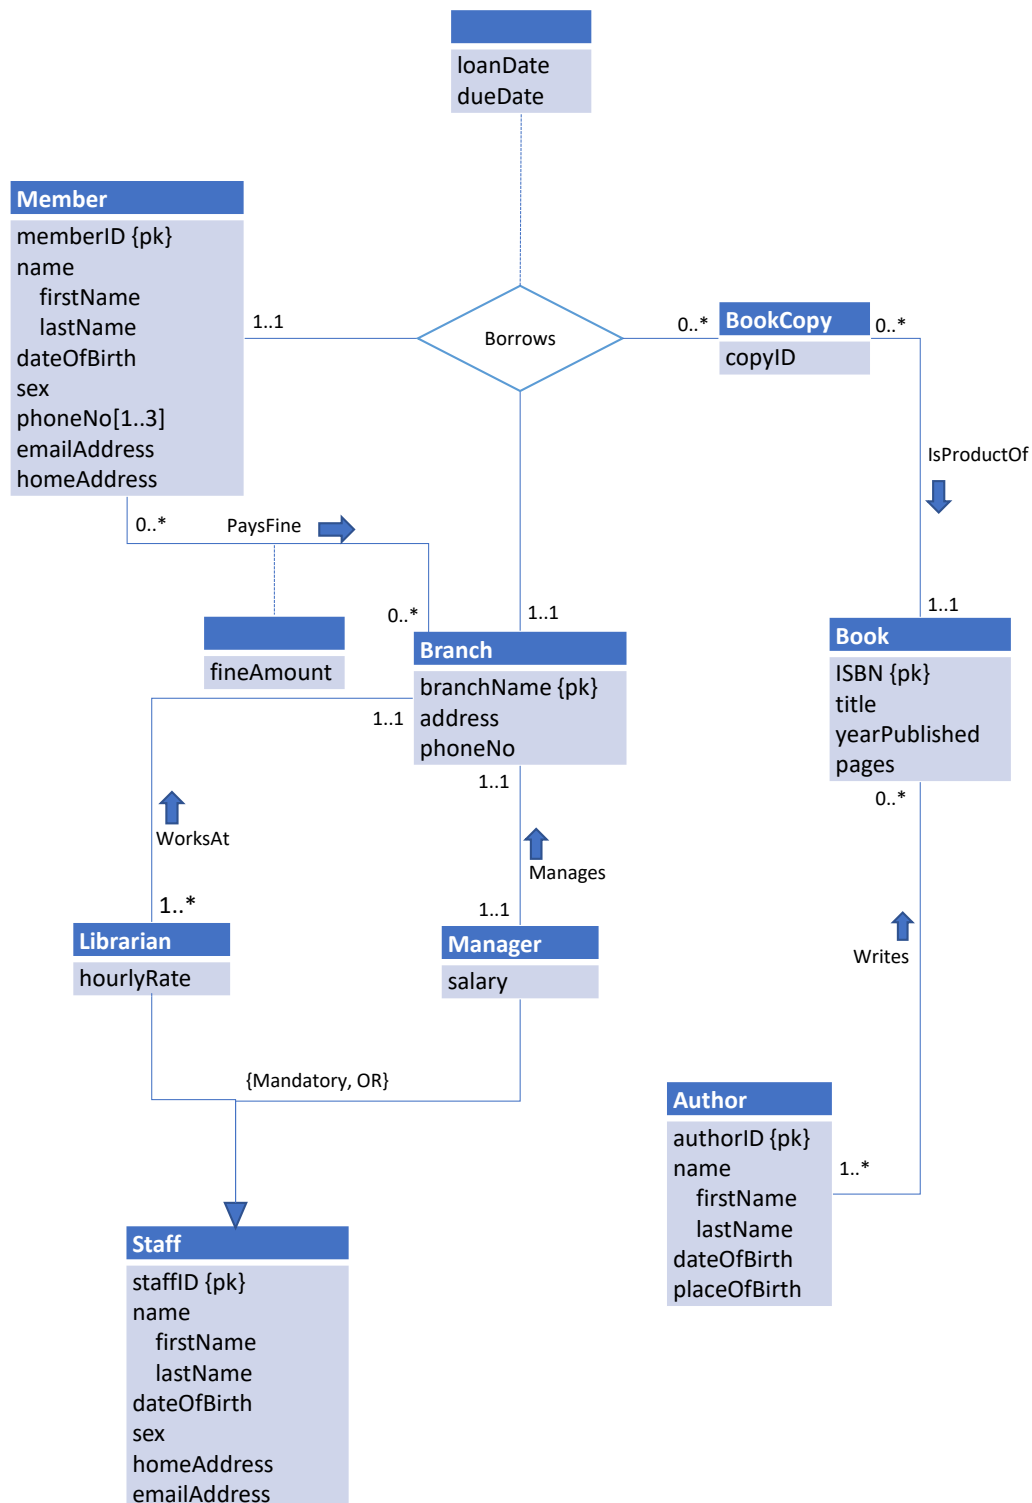 loanDate
dueDate
Member
memberID {pk}
name
firstName
lastName
dateOfBirth
sex
phoneNo[1..3]
emailAddress
homeAddress
1..1
Borrows
0..*
BookCopy
copyID
0..*
IsProductOf
0..*
PaysFine
fineAmount
0..*
1..1
Branch
branchName {pk}
address
phoneNo
1..1
1..1
1..1
Book
ISBN {pk}
title
yearPublished
pages
0..*
WorksAt
Manages
1..*
1..1
Librarian
hourlyRate
Manager
salary
Writes
{Mandatory, OR}
Author
authorID {pk}
name
firstName
lastName
dateOfBirth
placeOfBirth
1..*
Staff
staffID {pk}
name
firstName
lastName
dateOfBirth
sex
homeAddress
emailAddress